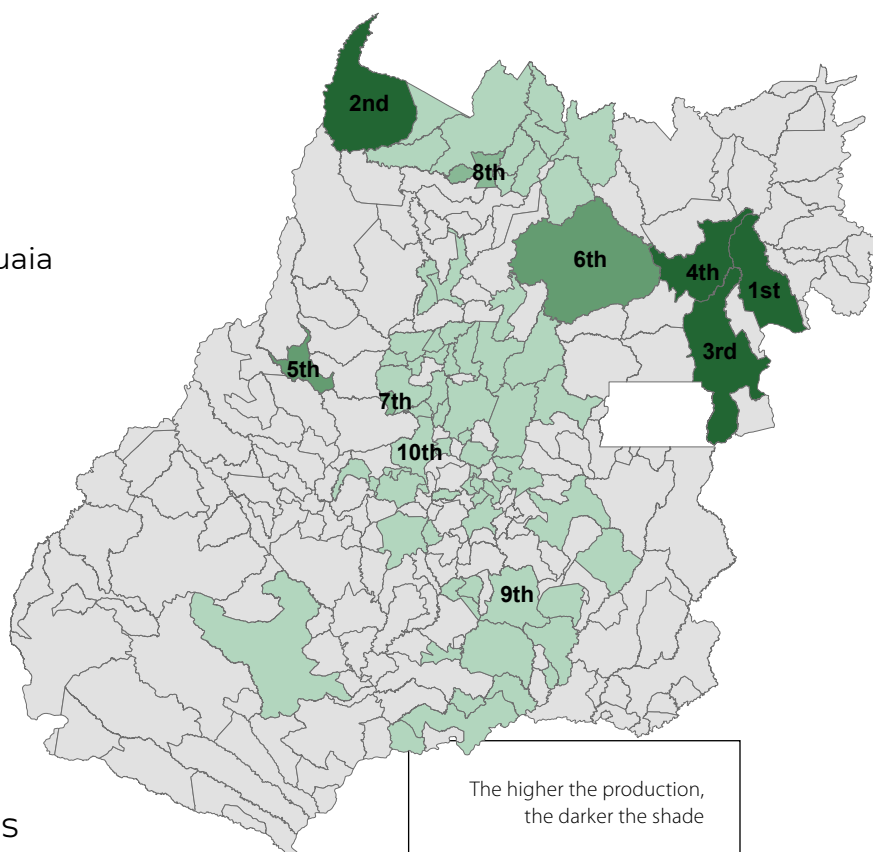 2nd
8th
uaia
6th
4th
1st
3rd
5th
7th
10th
9th
The higher the production,
the darker the shade
s